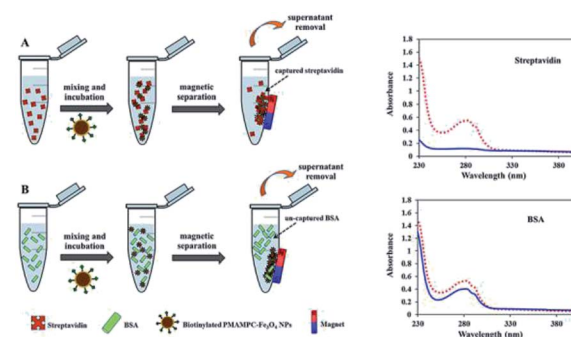 A
supernatant
removal
captured streptavidin
mixing and
incubation
magnetic
separation
B
supernatant
removal
un-captured BSA
mixing and
incubation
magnetic
separation
Streptavidin
BSA
Biotinylated PMAMPC-Fe₃O₄ NPs
Magnet
Streptavidin
Absorbance
1.8
1.6
1.4
1.2
1
0.8
0.6
0.4
0.2
0
230 280 330 380
Wavelength (nm)
BSA
Absorbance
1.8
1.6
1.4
1.2
1
0.8
0.6
0.4
0.2
0
230 280 330 380
Wavelength (nm)